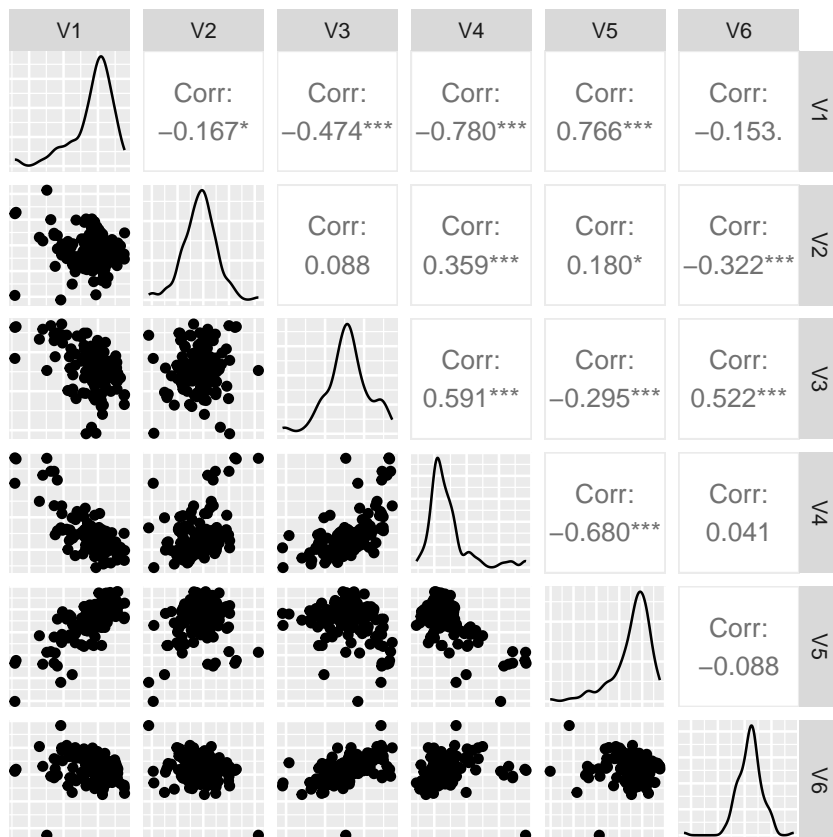 V1 V2 V3 V4 V5 V6
Corr: Corr: Corr: Corr: Corr:
−0.167* −0.474*** −0.780*** 0.766*** −0.153.
V1
Corr: Corr: Corr: Corr:
0.088 0.359*** 0.180* −0.322***
V2
Corr: Corr: Corr:
0.591*** −0.295*** 0.522***
V3
Corr: Corr:
−0.680*** 0.041
V4
Corr:
−0.088
V5
V6